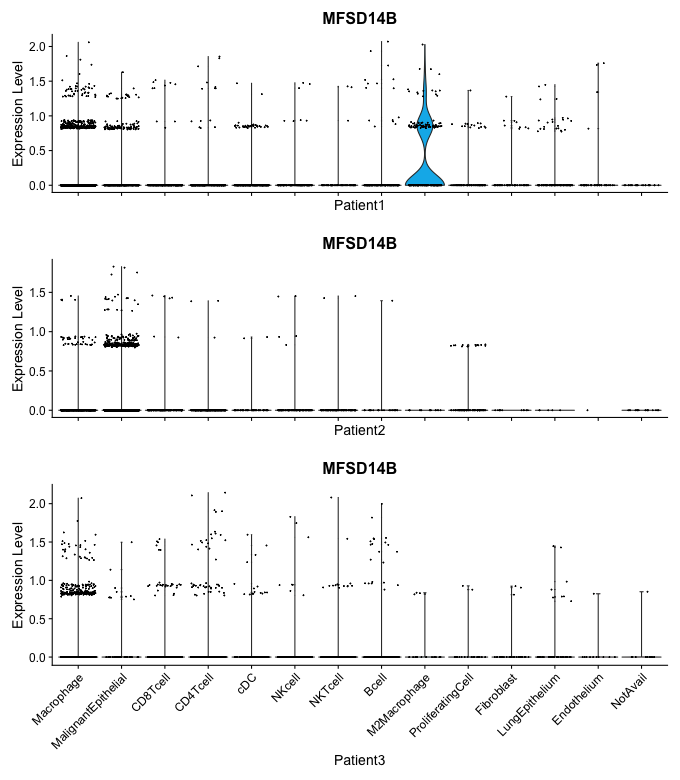 MFSD14B
Expression Level
2.0
1.5
1.0
0.5
0.0
Patient1
MFSD14B
Expression Level
1.5
1.0
0.5
0.0
Patient2
MFSD14B
Expression Level
2.0
1.5
1.0
0.5
0.0
Macrophage
MalignantEpithelial
CD8Tcell
CD4Tcell
cDC
NKcell
NKTcell
Bcell
M2Macrophage
ProliferatingCell
Fibroblast
LungEpithelium
Endothelium
NotAvail
Patient3